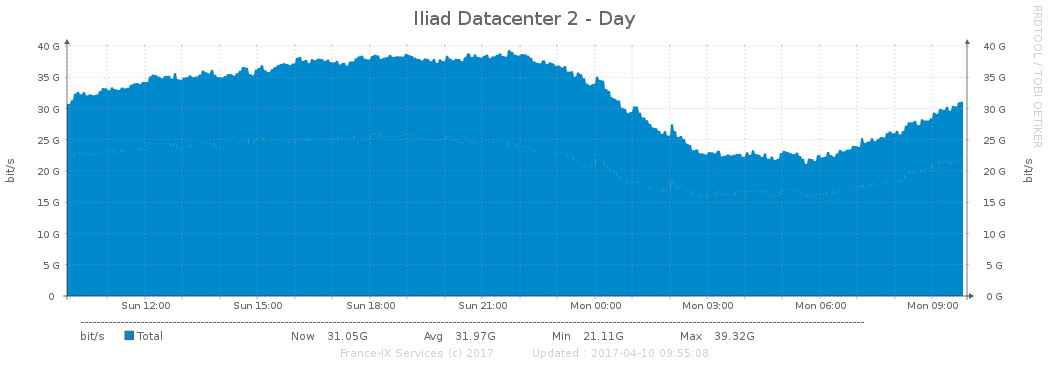 Iliad Datacenter 2 - Day
RRDTOOL / TOBI OETIKER
40 G 40 G
35 G 35 G
30 G 30 G
25 G 25 G
20 G 20 G
15 G 15 G
10 G 10 G
5 G 5 G
0 0 G
bit/s bit/s
Sun 12:00 Sun 15:00 Sun 18:00 Sun 21:00 Mon 00:00 Mon 03:00 Mon 06:00 Mon 09:00
bit/s Total Now 31.05G Avg 31.97G Min 21.11G Max 39.32G
France-IX Services (c) 2017 Updated : 2017-04-10 09:55:08